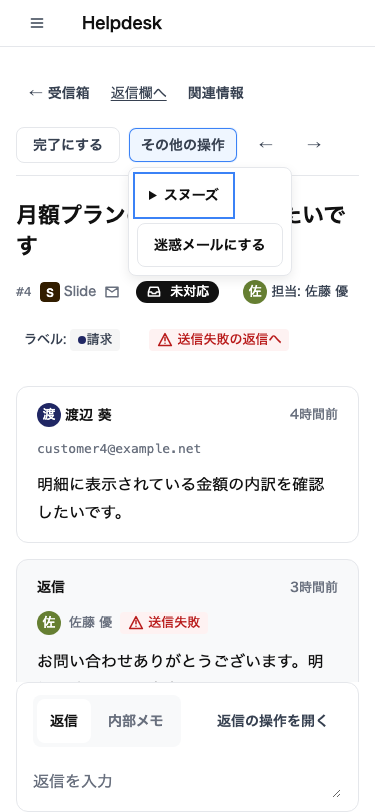 Helpdesk
← 受信箱 返信欄へ 関連情報
完了にする その他の操作 ← →
▶ スヌーズ
迷惑メールにする
月額プラン たいで
す
#4 S Slide 未対応 佐 担当: 佐藤 優
ラベル: 請求 送信失敗の返信へ
渡 渡辺 葵 4時間前
customer4@example.net
明細に表示されている金額の内訳を確認
したいです。
返信 3時間前
佐 佐藤 優 送信失敗
お問い合わせありがとうございます。明
返信 内部メモ 返信の操作を開く
返信を入力